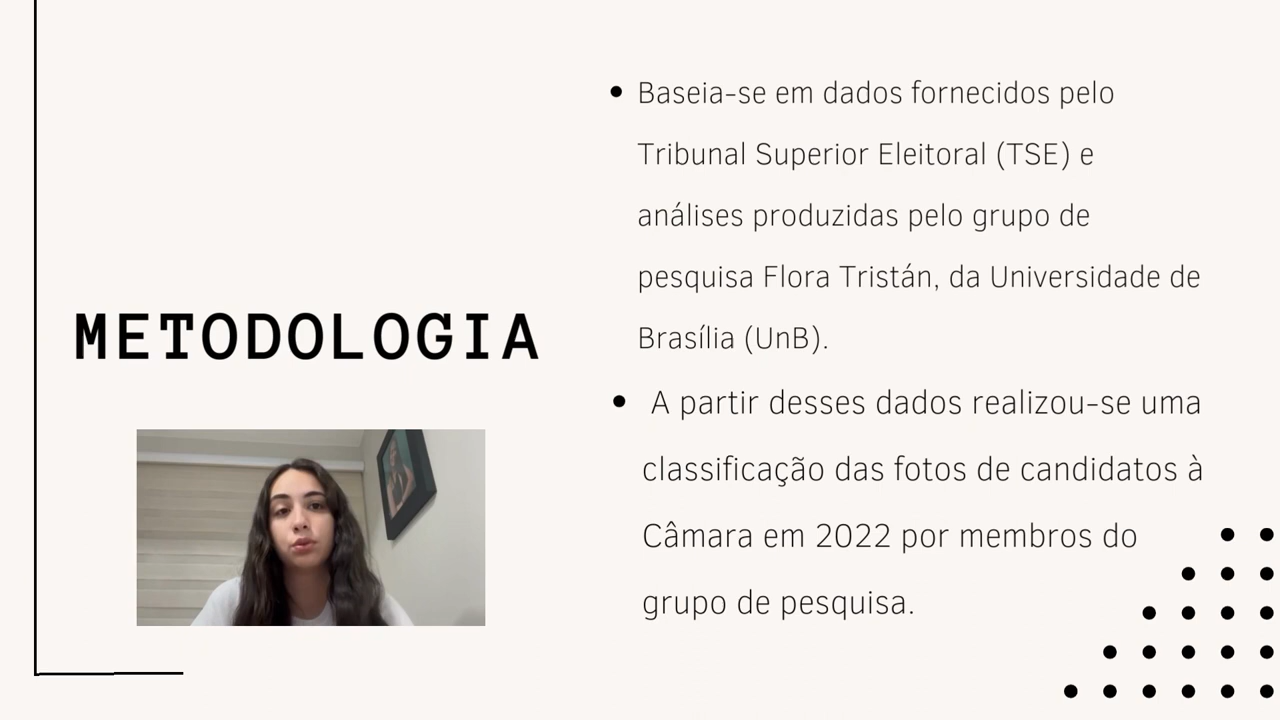 METODOLOGIA
Baseia-se em dados fornecidos pelo
Tribunal Superior Eleitoral (TSE) e
análises produzidas pelo grupo de
pesquisa Flora Tristán, da Universidade de
Brasília (UnB).
A partir desses dados realizou-se uma
classificação das fotos de candidatos à
Câmara em 2022 por membros do
grupo de pesquisa.